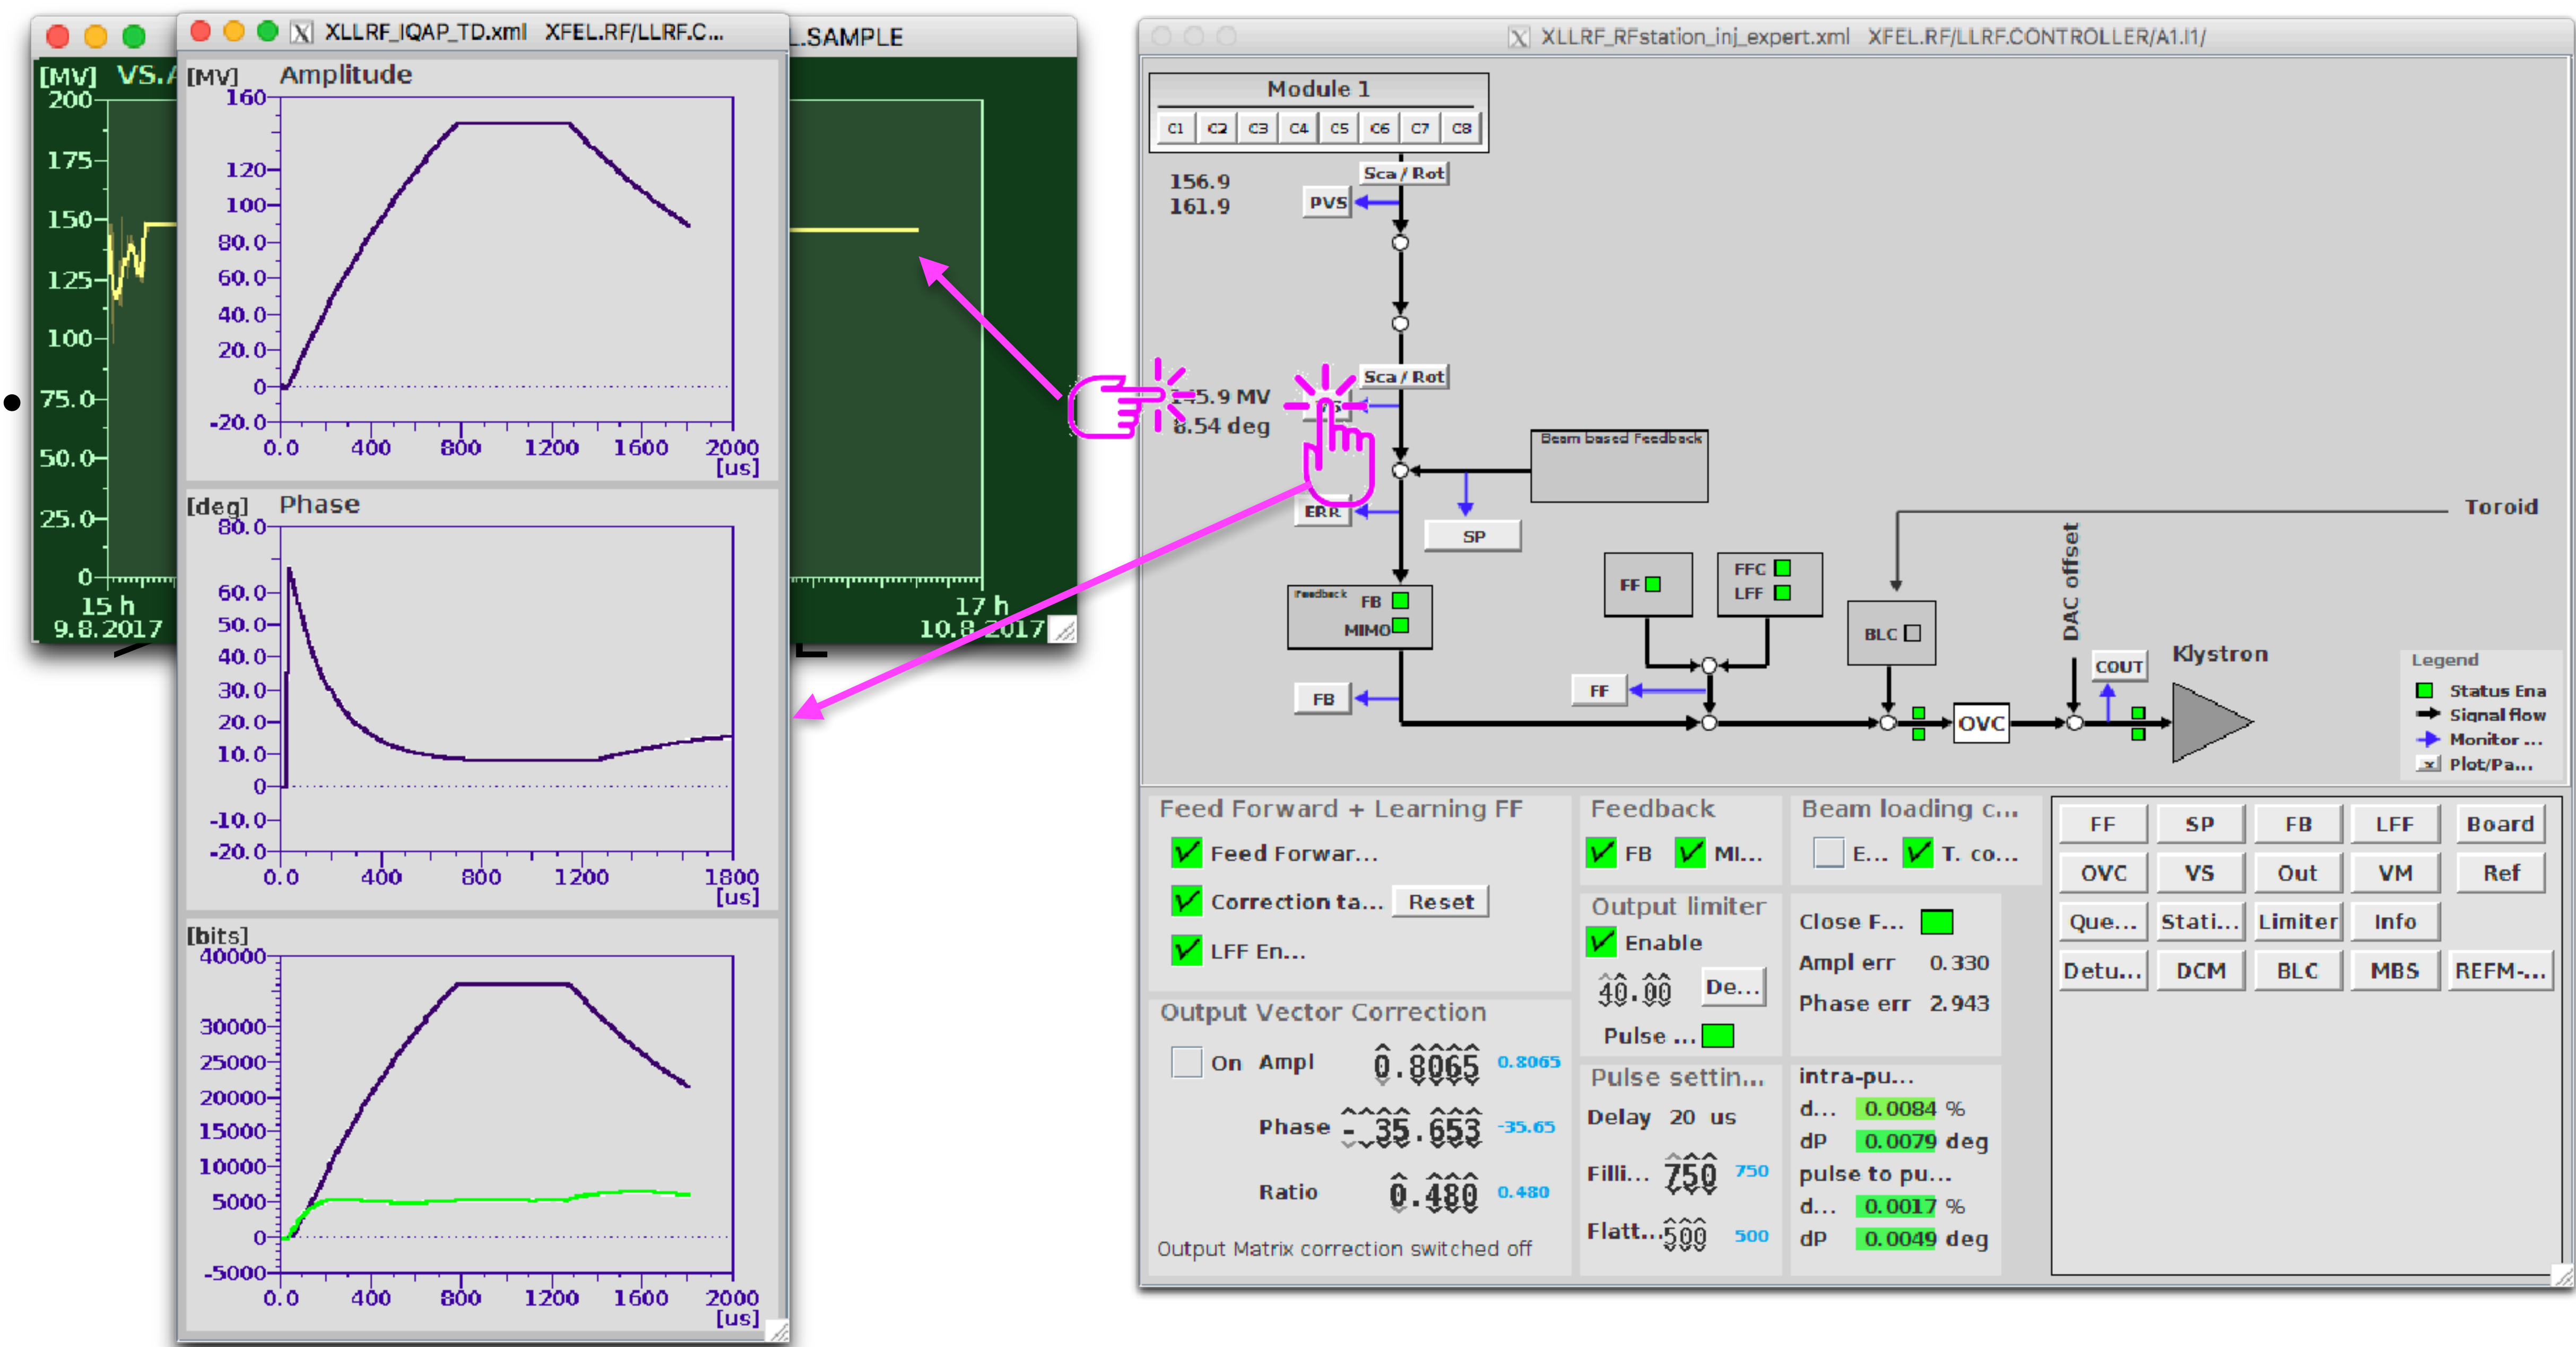 XLLRF_IQAP_TD.xml XFEL.RF/LLRF.C...
L.SAMPLE
[MV] VS.A
200
175
150
125
100
75.0
50.0
25.0
0
15 h
9.8.2017
17 h
10.8.2017
[MV] Amplitude
160
120
100
80.0
60.0
40.0
20.0
0
-20.0
0.0 400 800 1200 1600 2000
[us]
[deg] Phase
80.0
60.0
50.0
40.0
30.0
20.0
10.0
0
-10.0
-20.0
0.0 400 800 1200 1800
[us]
[bits]
40000
30000
25000
20000
15000
10000
5000
0
-5000
0.0 400 800 1200 1600 2000
[us]
XLLRF_RFstation_inj_expert.xml XFEL.RF/LLRF.CONTROLLER/A1.I1/
Module 1
C1 C2 C3 C4 C5 C6 C7 C8
Sca / Rot
156.9
161.9
PVS
Sca / Rot
145.9 MV
8.54 deg
VS
Beam based Feedback
ERR
SP
Toroid
DAC offset
Feedback FB
MIMO
FF
FFC
LFF
BLC
FB
FF
OVC
COUT
Klystron
Legend
Status Ena
Signal flow
Monitor ...
Plot/Pa...
Feed Forward + Learning FF
Feed Forwar...
Correction ta... Reset
LFF En...
Output Vector Correction
On Ampl 0.8065 0.8065
Phase -35.653 -35.65
Ratio 0.480 0.480
Output Matrix correction switched off
Feedback
FB MI...
Output limiter
Enable
40.00 De...
Pulse ...
Pulse settin...
Delay 20 us
Filli... 750 750
Flatt... 500 500
Beam loading c...
E... T. co...
Close F...
Ampl err 0.330
Phase err 2.943
intra-pu...
d... 0.0084 %
dP 0.0079 deg
pulse to pu...
d... 0.0017 %
dP 0.0049 deg
FF SP FB LFF Board
OVC VS Out VM Ref
Que... Stati... Limiter Info
Detu... DCM BLC MBS REFM-...